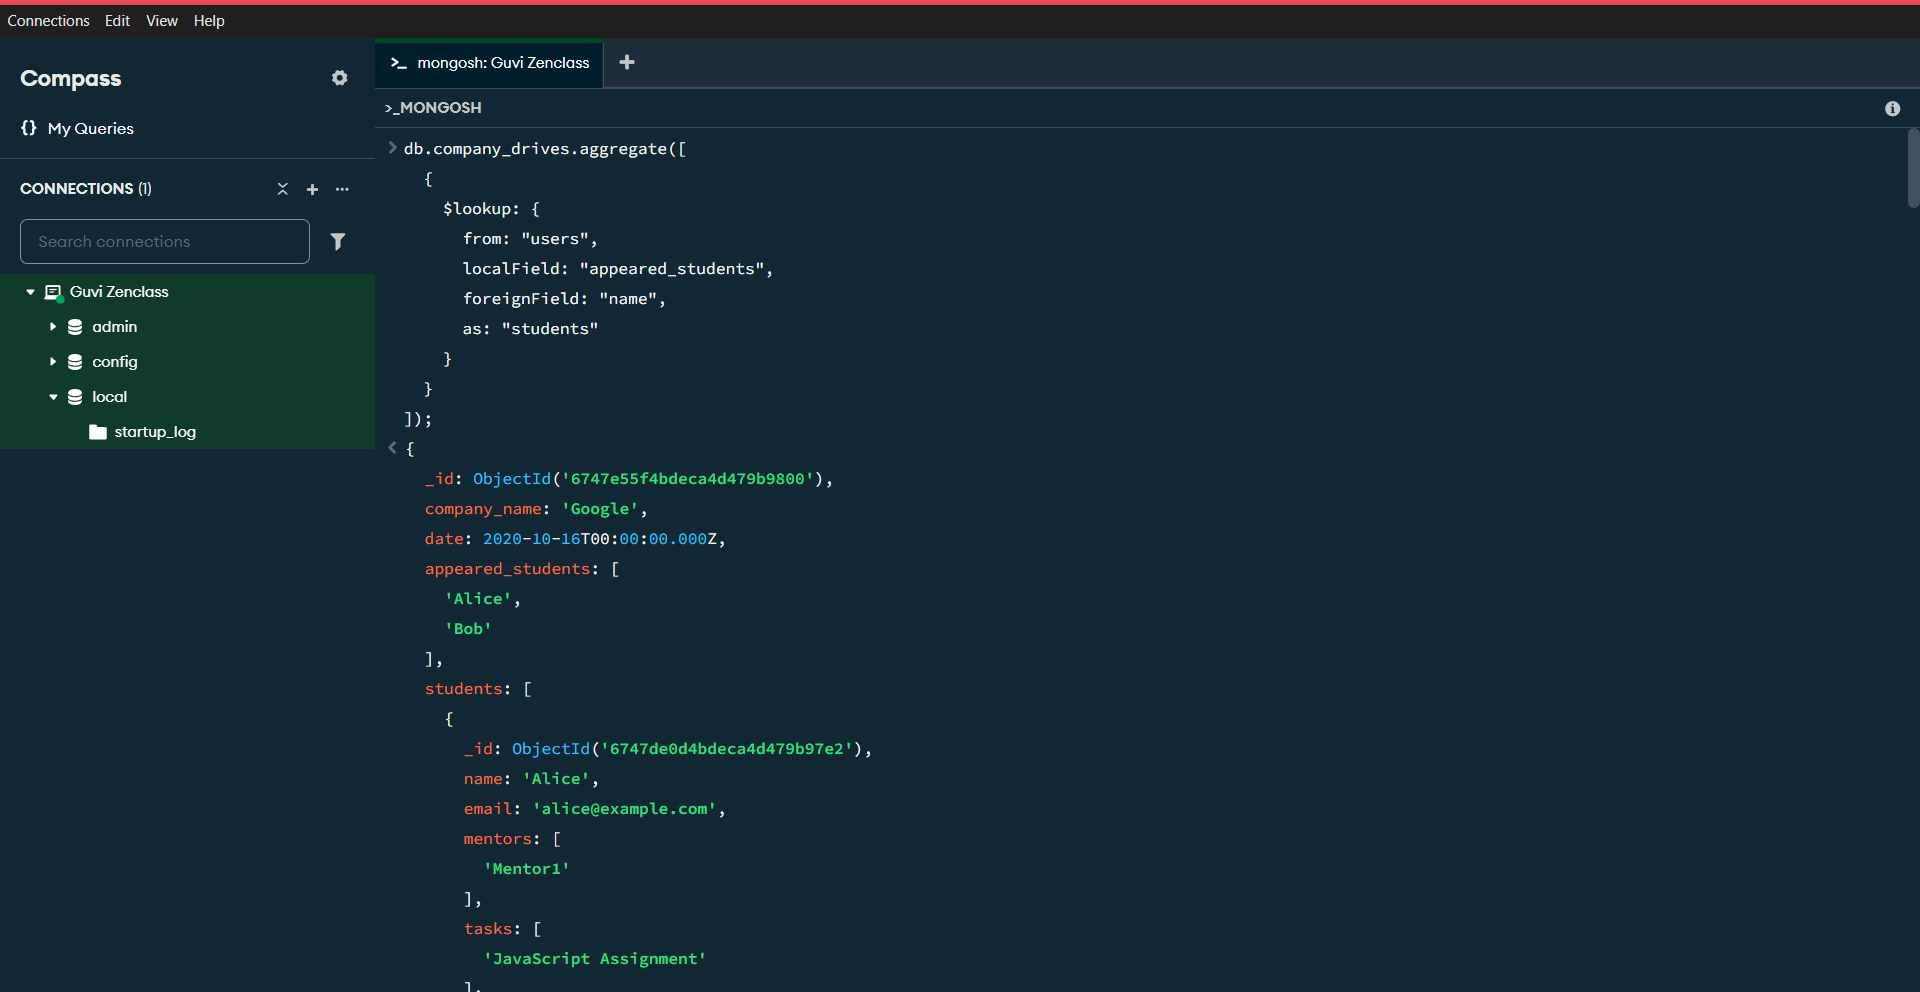 Connections Edit View Help
Compass
{} My Queries
CONNECTIONS (1)
Search connections
Guvi Zenclass
admin
config
local
startup_log
>_ mongosh: Guvi Zenclass +
>_MONGOSH
> db.company_drives.aggregate([
{
$lookup: {
from: "users",
localField: "appeared_students",
foreignField: "name",
as: "students"
}
}
]);
< {
_id: ObjectId('6747e55f4bdeca4d479b9800'),
company_name: 'Google',
date: 2020-10-16T00:00:00.000Z,
appeared_students: [
'Alice',
'Bob'
],
students: [
{
_id: ObjectId('6747de0d4bdeca4d479b97e2'),
name: 'Alice',
email: 'alice@example.com',
mentors: [
'Mentor1'
],
tasks: [
'JavaScript Assignment'
],